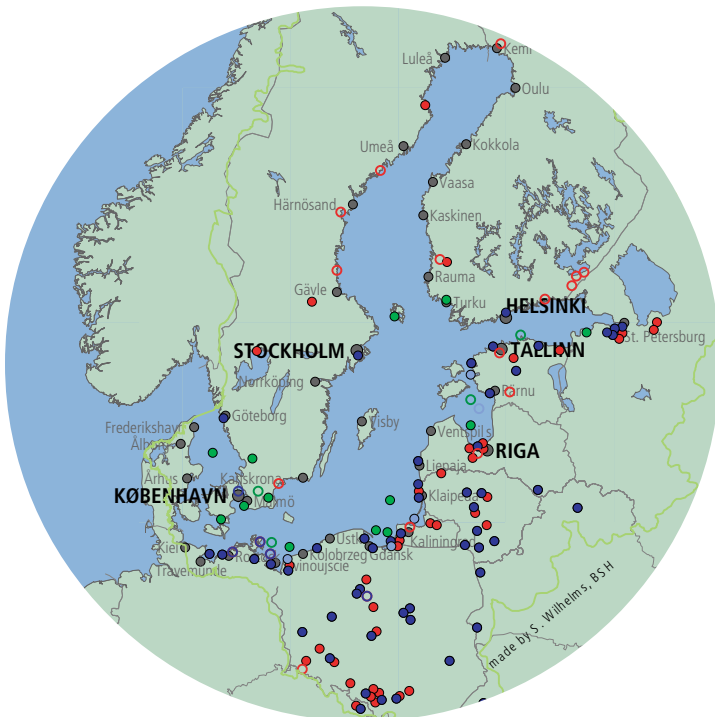 Kemi
Luleå
Oulu
Umeå
Kokkola
Vaasa
Härnösand
Kaskinen
Rauma
Gävle
Turku
HELSINKI
St. Petersburg
STOCKHOLM
TALLINN
Norrköping
Pärnu
Göteborg
Visby
Frederikshavn
Ventspils
Ålborg
RIGA
Liepaja
Århus
Karlskrona
KØBENHAVN
Malmö
Klaipeda
Kiel
Ustka
Kaliningrad
Kolobrzeg
Gdańsk
Travemünde
Swinoujscie
made by S. Wilhelms, BSH